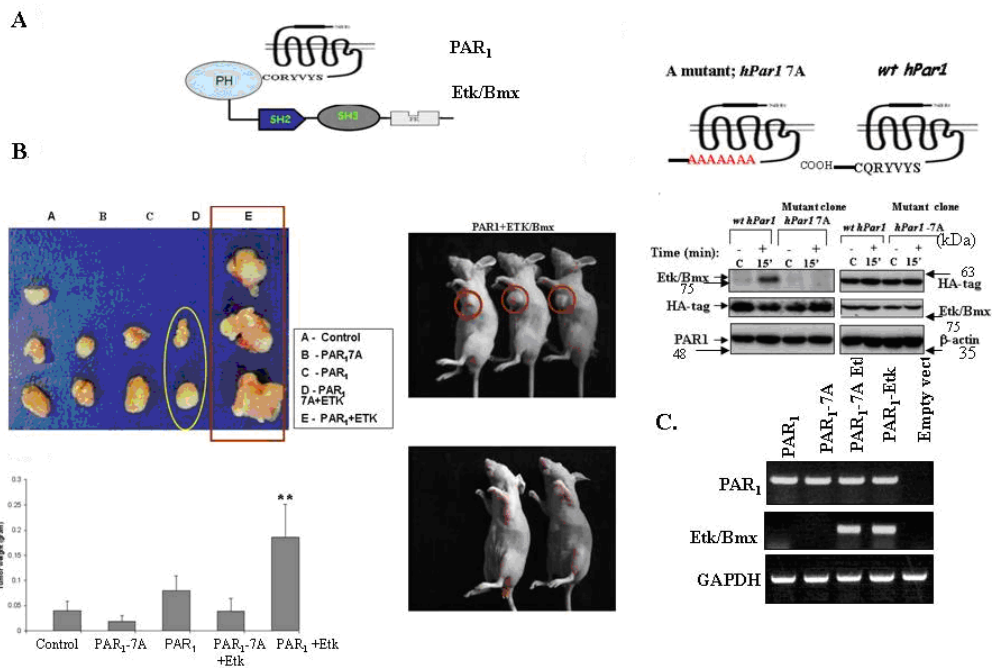 A
PAR1
Etk/Bmx
PH
CORYVYS
SH2
SH3
A mutant; hPar1 7A
wt hPar1
AAAAAAA
COOH
CQRYVYS
B
A B C D E
A - Control
B - PAR17A
C - PAR1
D - PAR1
7A+ETK
E - PAR1+ETK
PAR1+ETK/Bmx
wt hPar1
Mutant clone
hPar1 7A
wt hPar1
Mutant clone
hPar1 -7A
(kDa)
Time (min):
- + - + - + - +
C 15' C 15' C 15' C 15'
Etk/Bmx
75
HA-tag
PAR1
48
63
HA-tag
Etk/Bmx
75
β-actin
35
C.
PAR1
PAR1-7A
PAR1-7A Etl
PAR1-Etk
Empty vect
PAR1
Etk/Bmx
GAPDH
0.3
0.25
0.2
0.15
0.1
0.05
0
**
Control
PAR1-7A
PAR1
PAR1-7A
+Etk
PAR1 +Etk